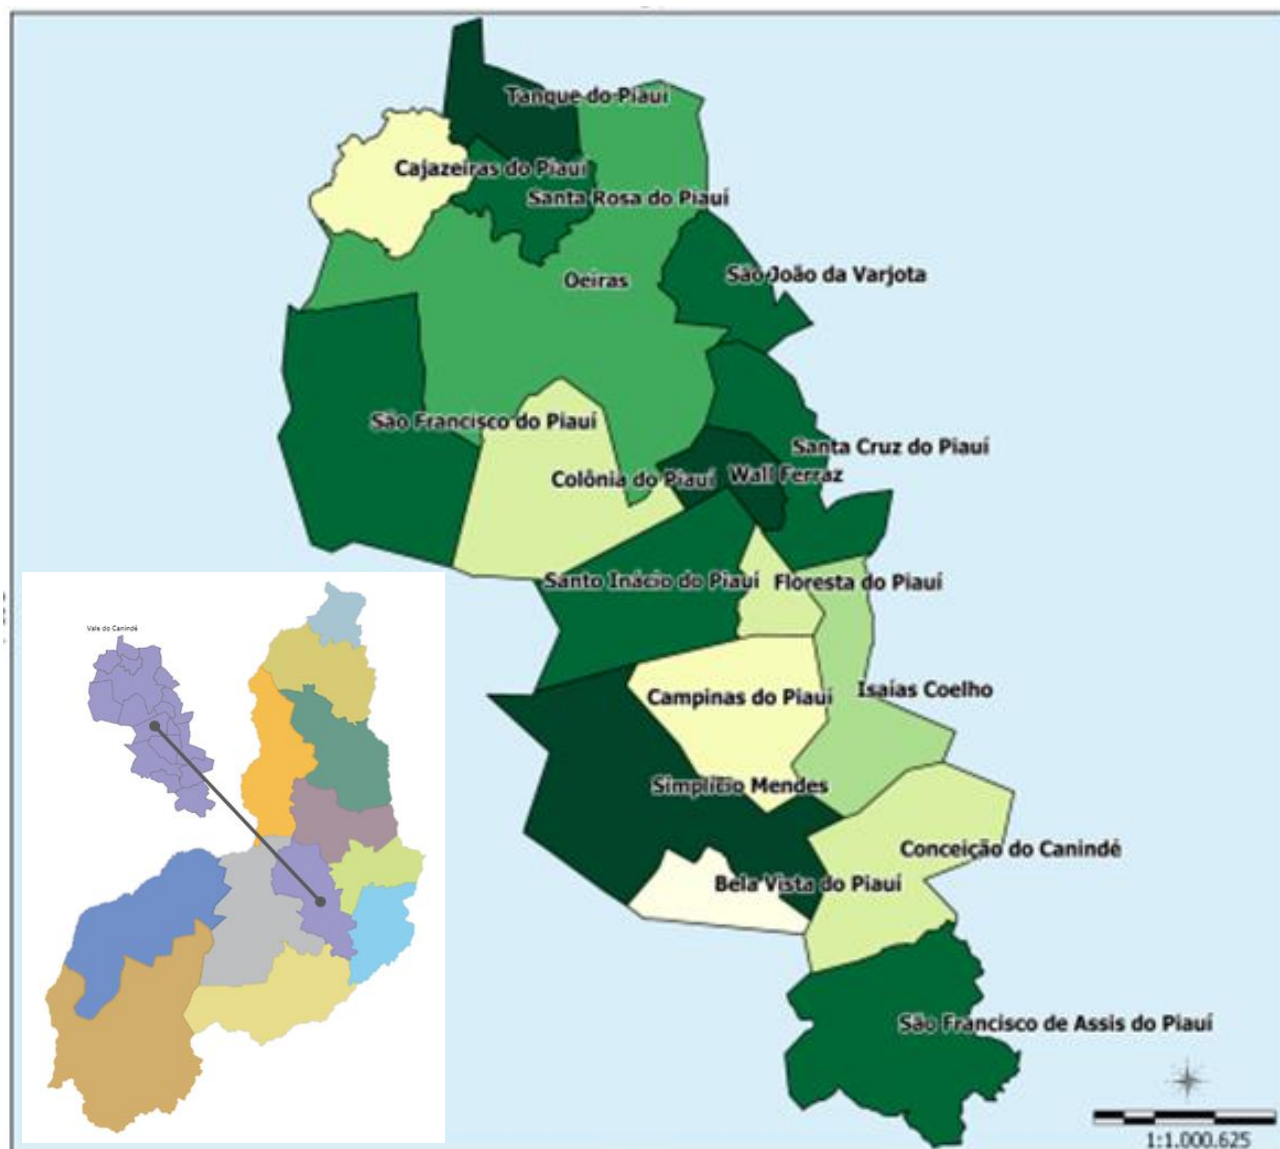 Tanque do Piauí
Cajazeiras do Piauí
Santa Rosa do Piauí
São João da Varjota
Oeiras
São Francisco do Piauí
Santa Cruz do Piauí
Colônia do Piauí
Wall Ferraz
Santo Inácio do Piauí
Floresta do Piauí
Vale do Canindé
Isaías Coelho
Campinas do Piauí
Simplício Mendes
Conceição do Canindé
Bela Vista do Piauí
São Francisco de Assis do Piauí
1:1.000.625